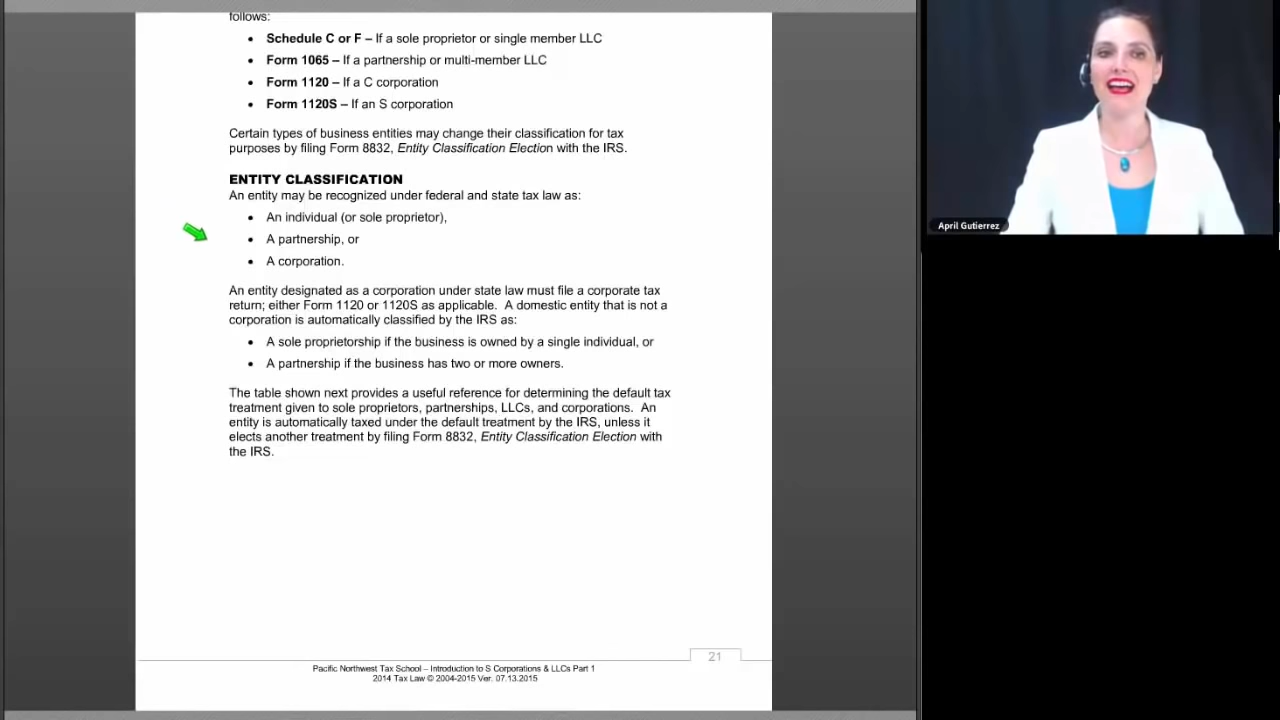 follows:
• Schedule C or F – If a sole proprietor or single member LLC
• Form 1065 – If a partnership or multi-member LLC
• Form 1120 – If a C corporation
• Form 1120S – If an S corporation
Certain types of business entities may change their classification for tax
purposes by filing Form 8832, Entity Classification Election with the IRS.
ENTITY CLASSIFICATION
An entity may be recognized under federal and state tax law as:
• An individual (or sole proprietor),
• A partnership, or
• A corporation.
An entity designated as a corporation under state law must file a corporate tax
return; either Form 1120 or 1120S as applicable.  A domestic entity that is not a
corporation is automatically classified by the IRS as:
• A sole proprietorship if the business is owned by a single individual, or
• A partnership if the business has two or more owners.
The table shown next provides a useful reference for determining the default tax
treatment given to sole proprietors, partnerships, LLCs, and corporations.  An
entity is automatically taxed under the default treatment by the IRS, unless it
elects another treatment by filing Form 8832, Entity Classification Election with
the IRS.
21
Pacific Northwest Tax School – Introduction to S Corporations & LLCs Part 1
2014 Tax Law © 2004-2015 Ver. 07.13.2015
April Gutierrez